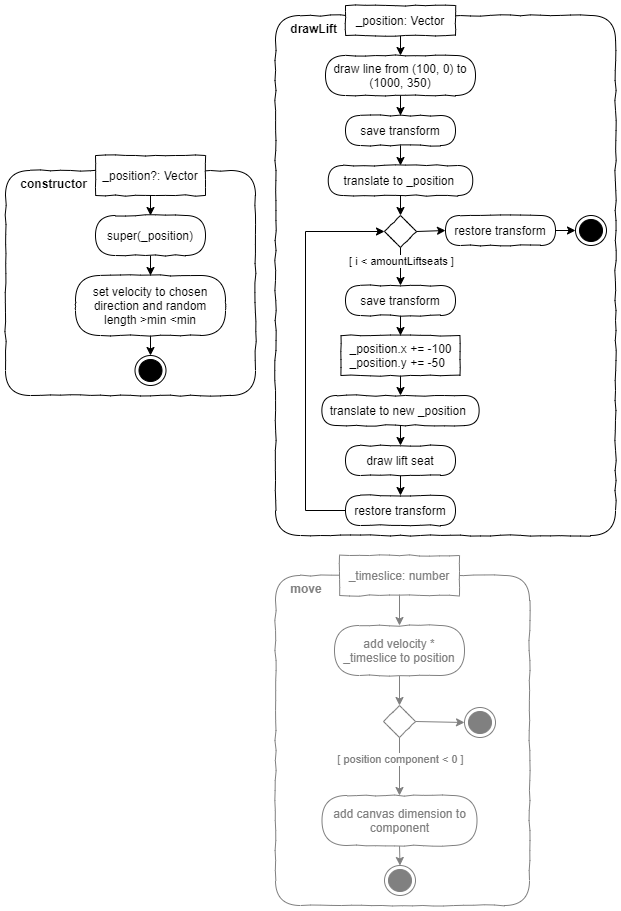 constructor
_position?: Vector
super(_position)
set velocity to chosen
direction and random
length >min <min
drawLift
_position: Vector
draw line from (100, 0) to
(1000, 350)
save transform
translate to _position
restore transform
[ i < amountLiftseats ]
save transform
_position.x += -100
_position.y += -50
translate to new _position
draw lift seat
restore transform
move
_timeslice: number
add velocity *
_timeslice to position
[ position component < 0 ]
add canvas dimension to
component